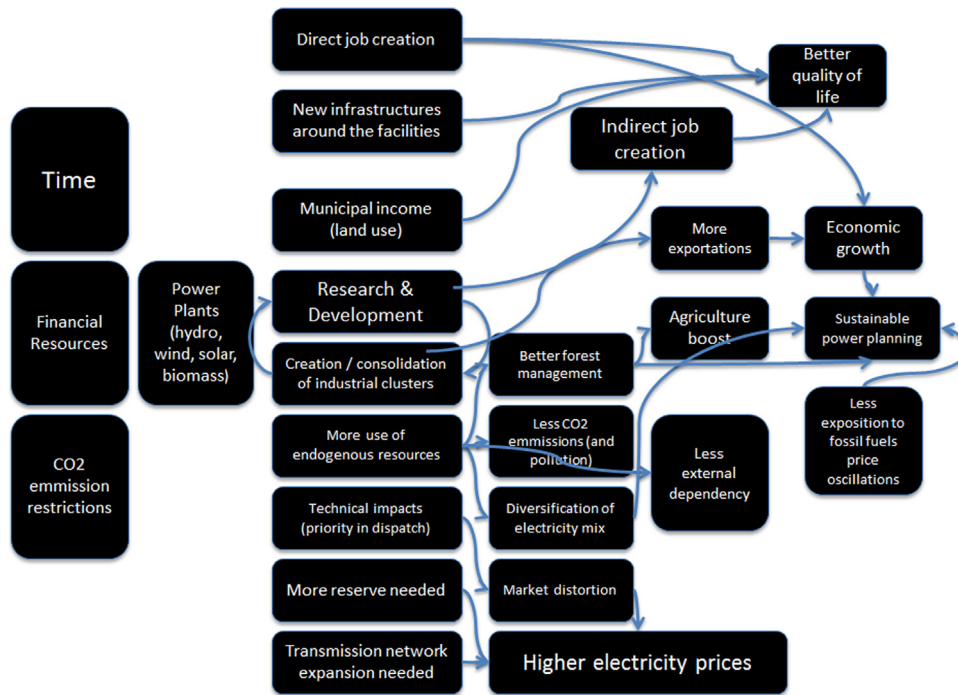 Time
Financial
Resources
CO2
emmission
restrictions
Power
Plants
(hydro,
wind, solar,
biomass)
Direct job creation
New infrastructures
around the facilities
Municipal income
(land use)
Research &
Development
Creation / consolidation
of industrial clusters
More use of
endogenous resources
Technical impacts
(priority in dispatch)
More reserve needed
Transmission network
expansion needed
Better forest
management
Less CO2
emmissions (and
pollution)
Diversification of
electricity mix
Market distortion
Higher electricity prices
Indirect job
creation
More
exportations
Agriculture
boost
Less
external
dependency
Better
quality of
life
Economic
growth
Sustainable
power planning
Less
exposition to
fossil fuels
price
oscillations